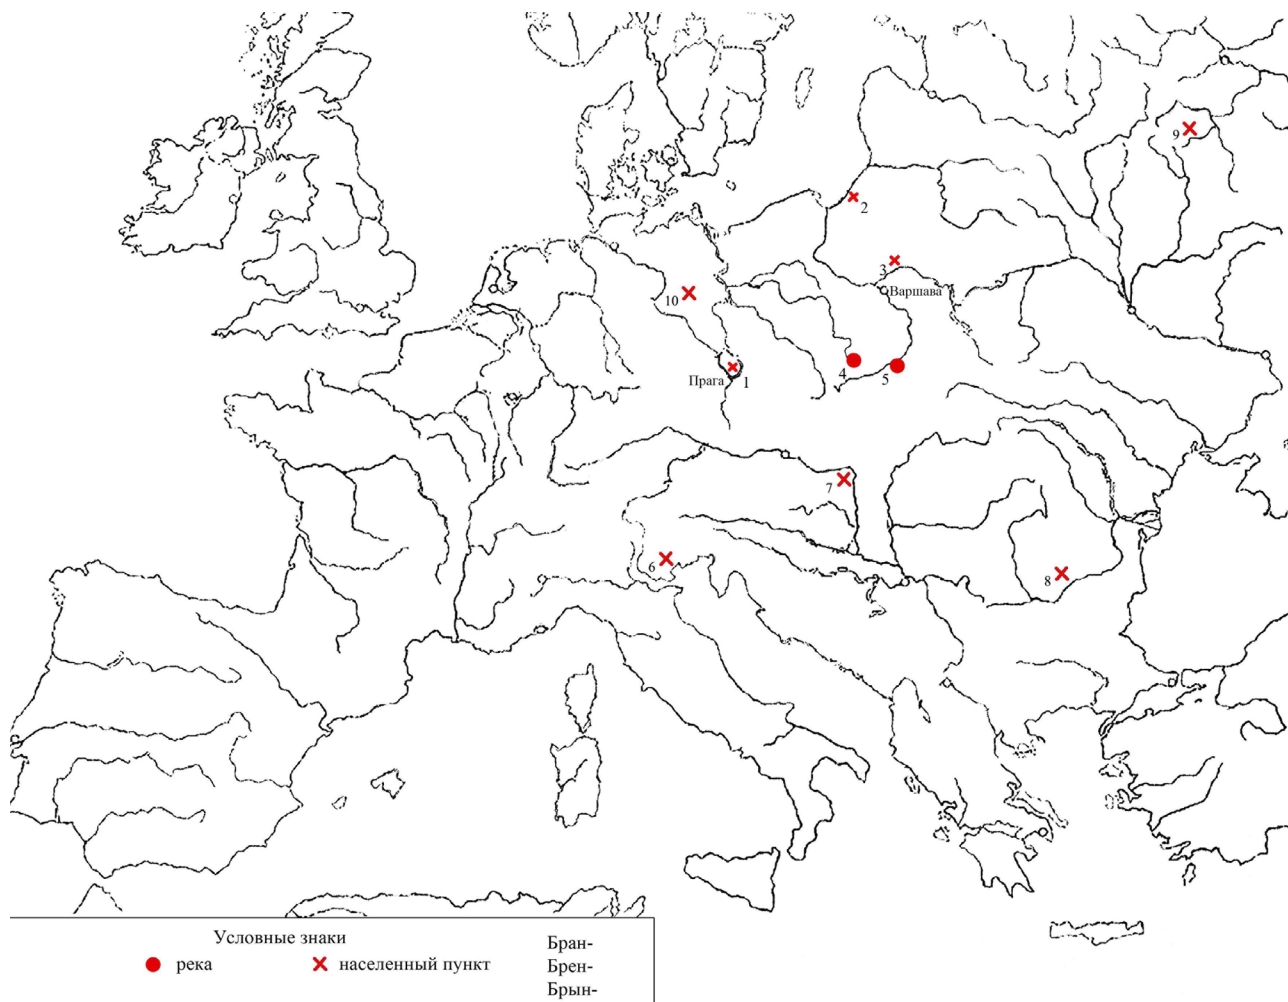 9
2
3
Варшава
10
4
5
Прага
1
7
6
8
Условные знаки
река
населенный пункт
Бран-
Брен-
Брын-